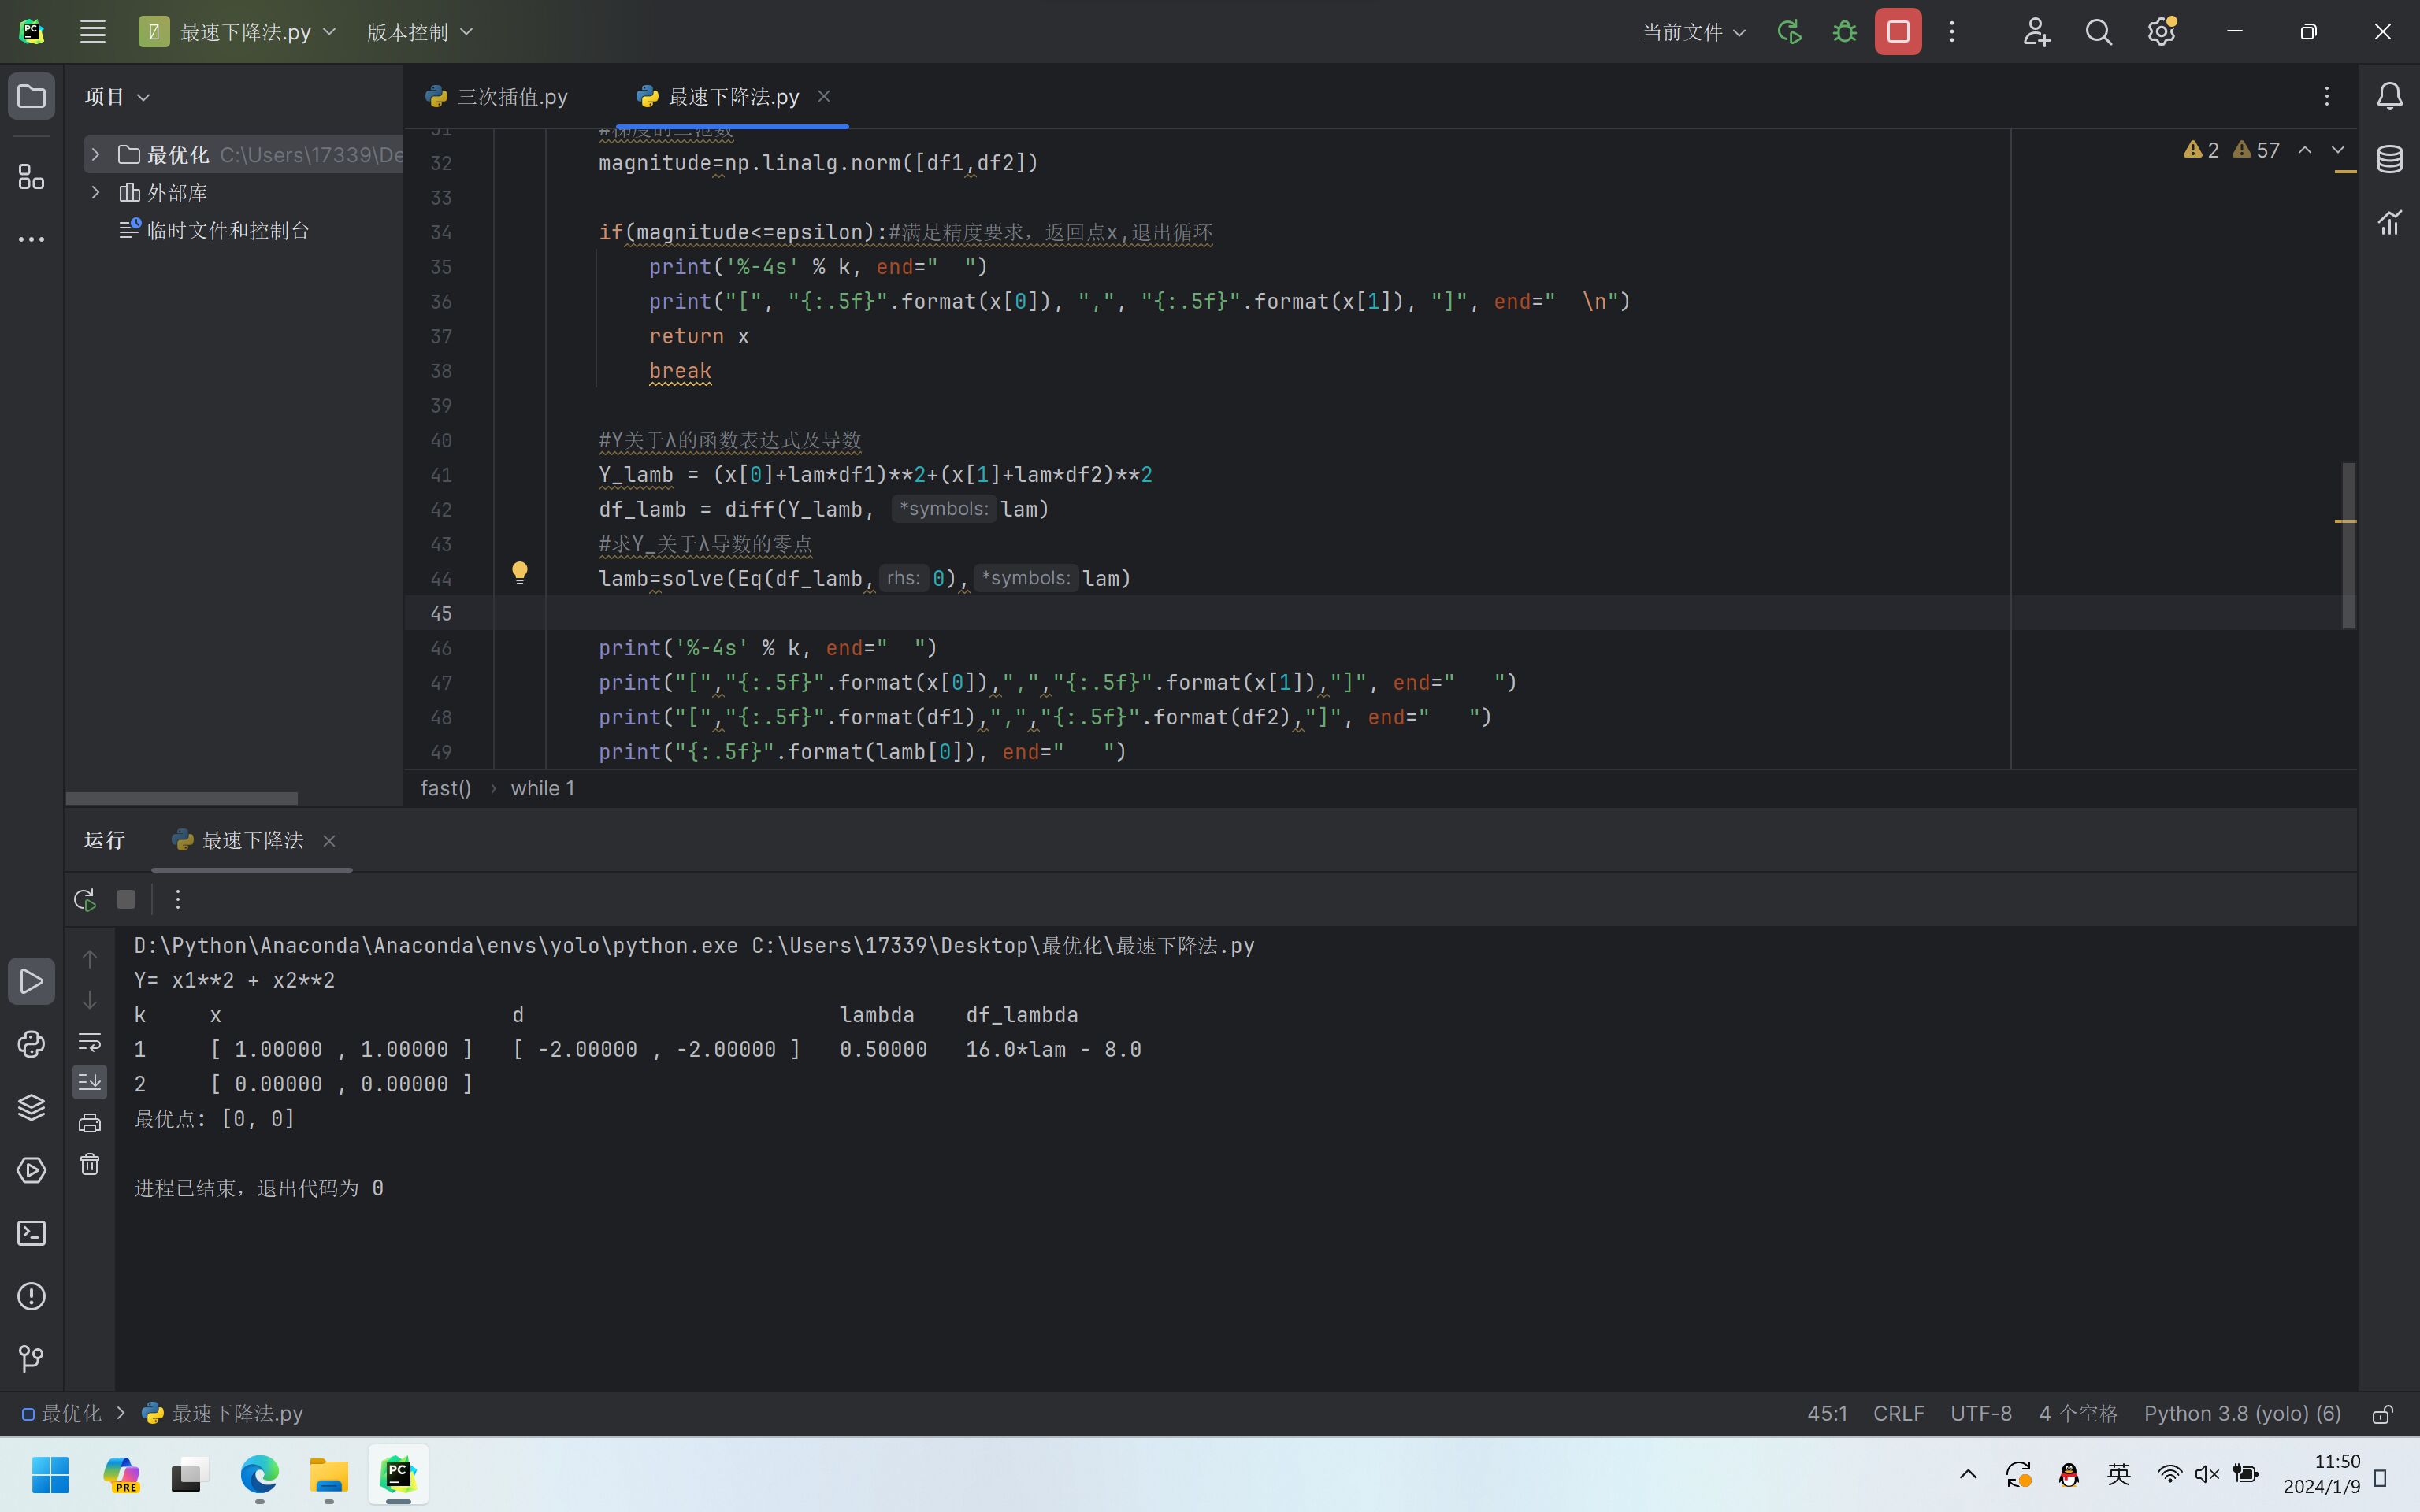 最速下降法.py
版本控制
当前文件
项目
三次插值.py
最速下降法.py
最优化 C:\Users\17339\De
外部库
临时文件和控制台
2 57
31 #梯度的二范数
32 magnitude=np.linalg.norm([df1,df2])
33
34 if(magnitude<=epsilon):#满足精度要求，返回点x,退出循环
35 print('%-4s' % k, end="  ")
36 print("[", "{:.5f}".format(x[0]), ",", "{:.5f}".format(x[1]), "]", end="  \n")
37 return x
38 break
39
40 #Y关于λ的函数表达式及导数
41 Y_lamb = (x[0]+lam*df1)**2+(x[1]+lam*df2)**2
42 df_lamb = diff(Y_lamb, *symbols: lam)
43 #求Y_关于λ导数的零点
44 lamb=solve(Eq(df_lamb, rhs: 0), *symbols: lam)
45
46 print('%-4s' % k, end="  ")
47 print("[","{:.5f}".format(x[0]),",","{:.5f}".format(x[1]),"]", end="   ")
48 print("[","{:.5f}".format(df1),",","{:.5f}".format(df2),"]", end="   ")
49 print("{:.5f}".format(lamb[0]), end="   ")
fast() › while 1
运行
最速下降法
D:\Python\Anaconda\Anaconda\envs\yolo\python.exe C:\Users\17339\Desktop\最优化\最速下降法.py
Y= x1**2 + x2**2
k x d lambda df_lambda
1 [ 1.00000 , 1.00000 ] [ -2.00000 , -2.00000 ] 0.50000 16.0*lam - 8.0
2 [ 0.00000 , 0.00000 ]
最优点: [0, 0]
进程已结束，退出代码为 0
最优化 > 最速下降法.py
45:1 CRLF UTF-8 4 个空格 Python 3.8 (yolo) (6)
PC
PRE
PC
英
11:50
2024/1/9